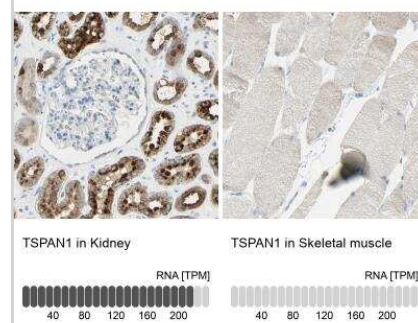 TSPAN1 in Kidney
RNA [TPM]
40 80 120 160 200
TSPAN1 in Skeletal muscle
RNA [TPM]
40 80 120 160 200